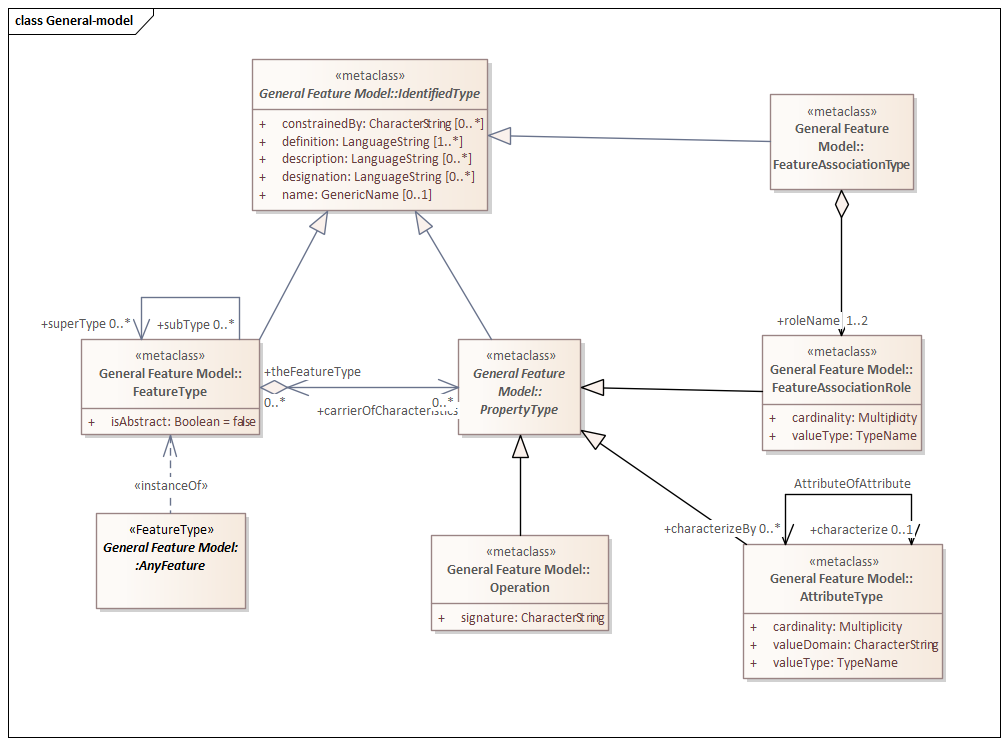 class General-model
«metaclass»
General Feature Model::IdentifiedType
+ constrainedBy: CharacterString [0..*]
+ definition: LanguageString [1..*]
+ description: LanguageString [0..*]
+ designation: LanguageString [0..*]
+ name: GenericName [0..1]
«metaclass»
General Feature
Model::
FeatureAssociationType
+roleName 1..2
+superType 0..*
+subType 0..*
«metaclass»
General Feature Model::
FeatureType
+ isAbstract: Boolean = false
+theFeatureType
0..*
0..*
+carrierOfCharacteristics
«metaclass»
General Feature
Model::
PropertyType
«metaclass»
General Feature Model::
FeatureAssociationRole
+ cardinality: Multiplicity
+ valueType: TypeName
«instanceOf»
«FeatureType»
General Feature Model:
:AnyFeature
«metaclass»
General Feature Model::
Operation
+ signature: CharacterString
AttributeOfAttribute
+characterizeBy 0..*
+characterize 0..1
«metaclass»
General Feature Model::
AttributeType
+ cardinality: Multiplicity
+ valueDomain: CharacterString
+ valueType: TypeName